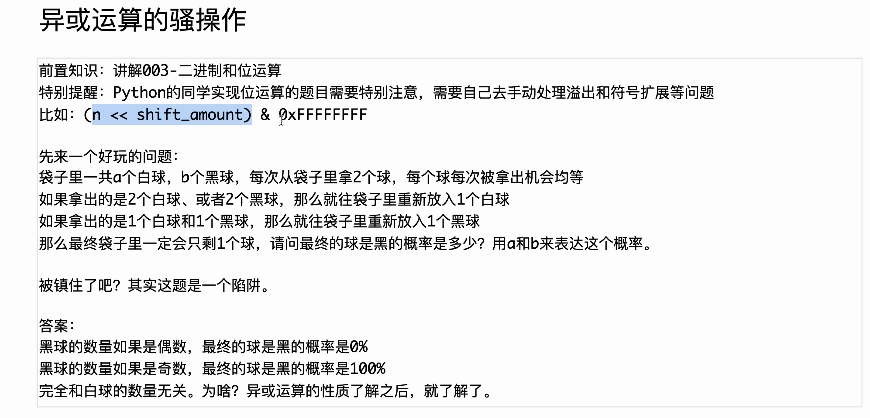 异或运算的骚操作
前置知识：讲解003-二进制和位运算
特别提醒：Python的同学实现位运算的题目需要特别注意，需要自己去手动处理溢出和符号扩展等问题
比如：(n << shift_amount) & 0xFFFFFFFF
先来一个好玩的问题：
袋子里一共a个白球，b个黑球，每次从袋子里拿2个球，每个球每次被拿出机会均等
如果拿出的是2个白球、或者2个黑球，那么就往袋子里重新放入1个白球
如果拿出的是1个白球和1个黑球，那么就往袋子里重新放入1个黑球
那么最终袋子里一定会只剩1个球，请问最终的球是黑的概率是多少？用a和b来表达这个概率。
被镇住了吧？其实这题是一个陷阱。
答案：
黑球的数量如果是偶数，最终的球是黑的概率是0%
黑球的数量如果是奇数，最终的球是黑的概率是100%
完全和白球的数量无关。为啥？异或运算的性质了解之后，就了解了。